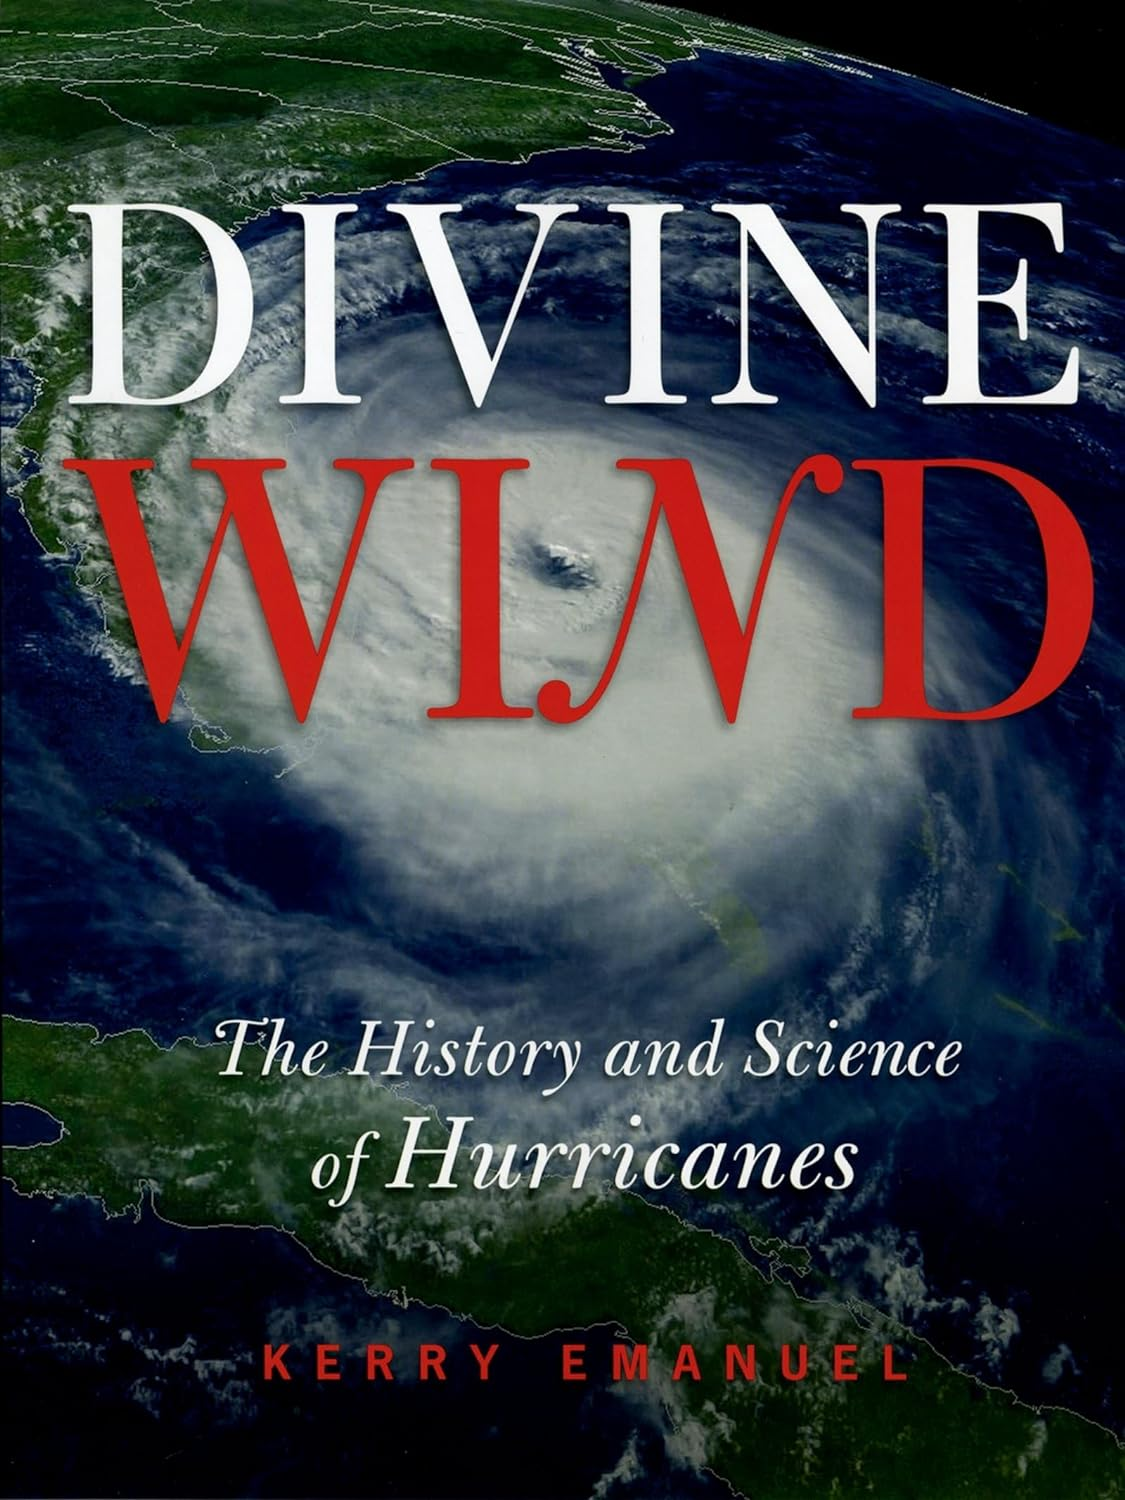 DIVINE
WIND
The History and Science
of Hurricanes
KERRY EMANUEL